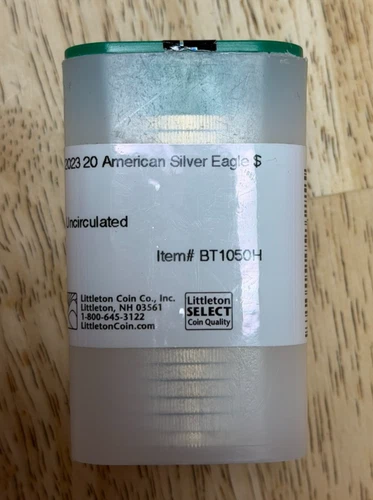 2023 20 American Silver Eagle $
Uncirculated
Item# BT1050H
Littleton Coin Co., Inc.
Littleton, NH 03561
1-800-645-3122
LittletonCoin.com
Littleton
SELECT
Coin Quality